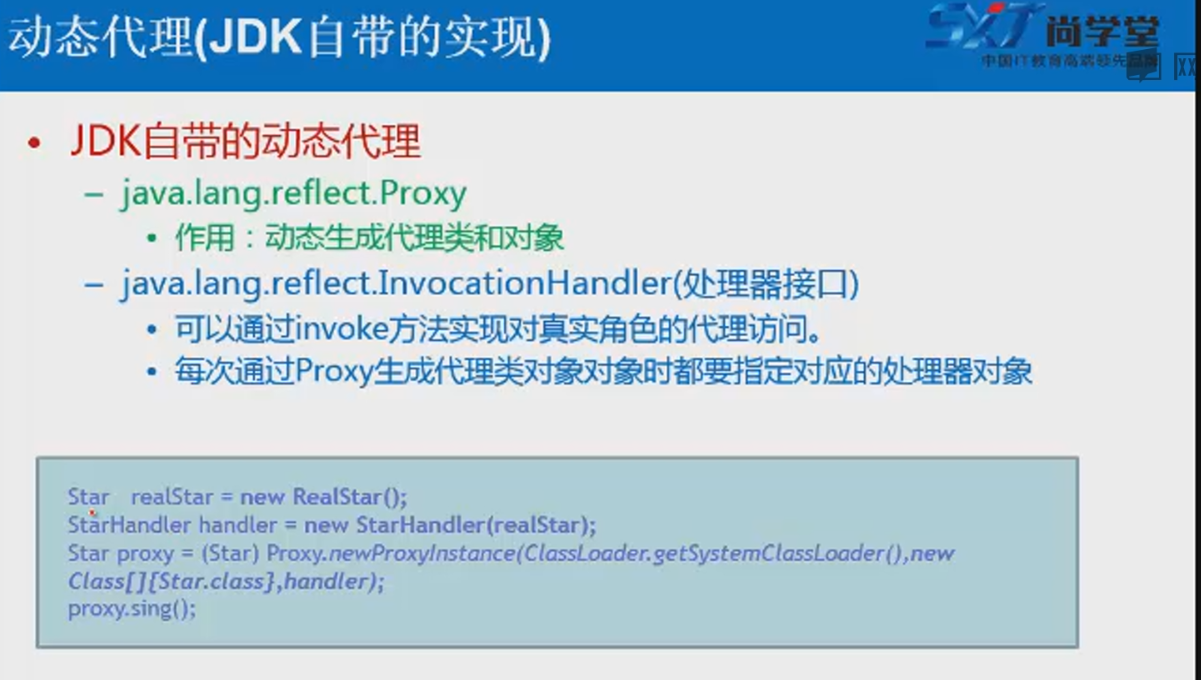 动态代理(JDK自带的实现)
SXT 尚学堂
中国IT教育高端领先品牌
• JDK自带的动态代理
– java.lang.reflect.Proxy
• 作用：动态生成代理类和对象
– java.lang.reflect.InvocationHandler(处理器接口)
• 可以通过invoke方法实现对真实角色的代理访问。
• 每次通过Proxy生成代理类对象对象时都要指定对应的处理器对象
Star realStar = new RealStar();
StarHandler handler = new StarHandler(realStar);
Star proxy = (Star) Proxy.newProxyInstance(ClassLoader.getSystemClassLoader(),new
Class[]{Star.class},handler);
proxy.sing();